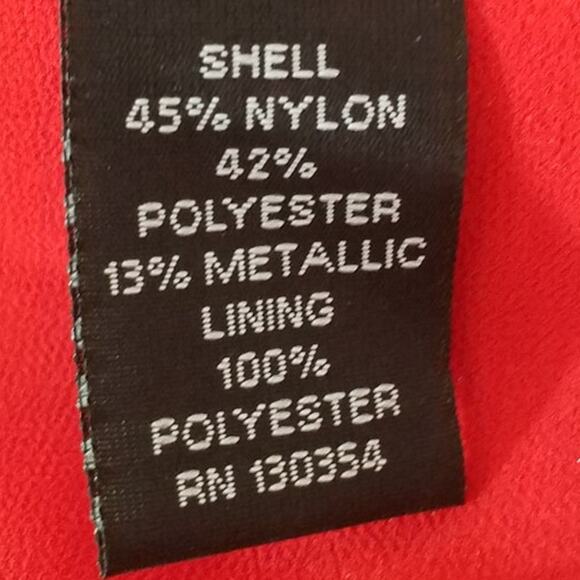 SHELL
45% NYLON
42%
POLYESTER
13% METALLIC
LINING
100%
POLYESTER
RN 130354